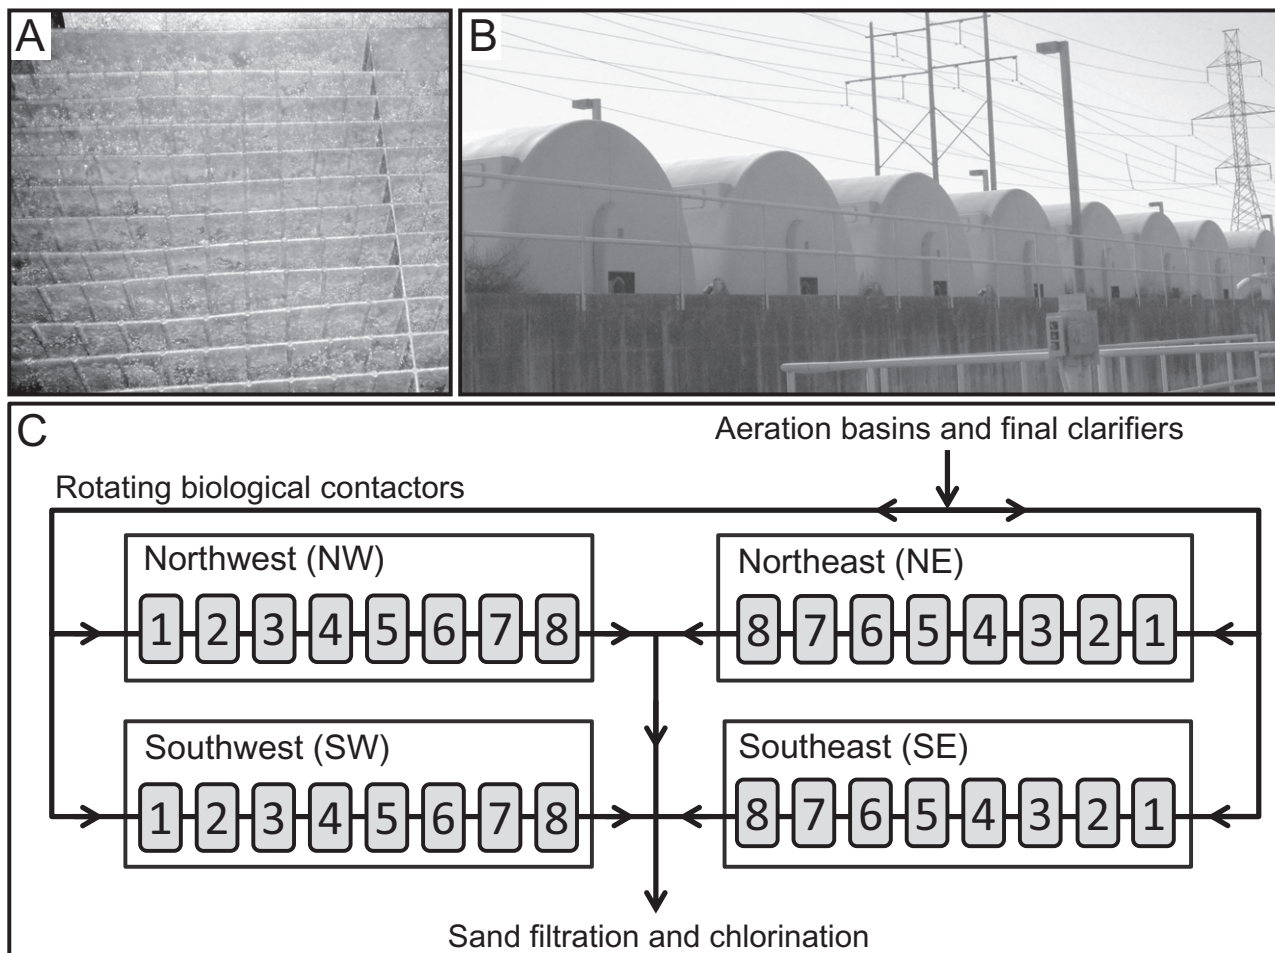 A
B
C
Aeration basins and final clarifiers
Rotating biological contactors
Northwest (NW)
1 2 3 4 5 6 7 8
Northeast (NE)
8 7 6 5 4 3 2 1
Southwest (SW)
1 2 3 4 5 6 7 8
Southeast (SE)
8 7 6 5 4 3 2 1
Sand filtration and chlorination